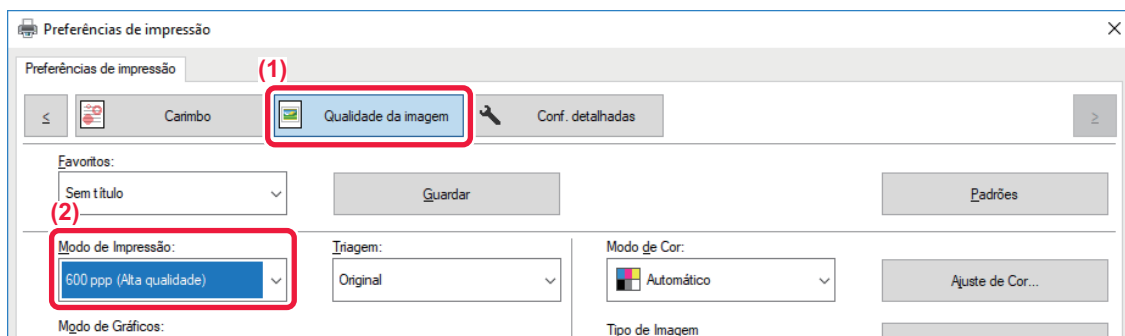 Preferências de impressão
Preferências de impressão
(1)
< Carimbo Qualidade da imagem Conf. detalhadas >
Favoritos:
Sem título Guardar Padrões
(2)
Modo de Impressão: Triagem: Modo de Cor:
600 ppp (Alta qualidade) Original Automático Ajuste de Cor...
Modo de Gráficos: Tipo de Imagem